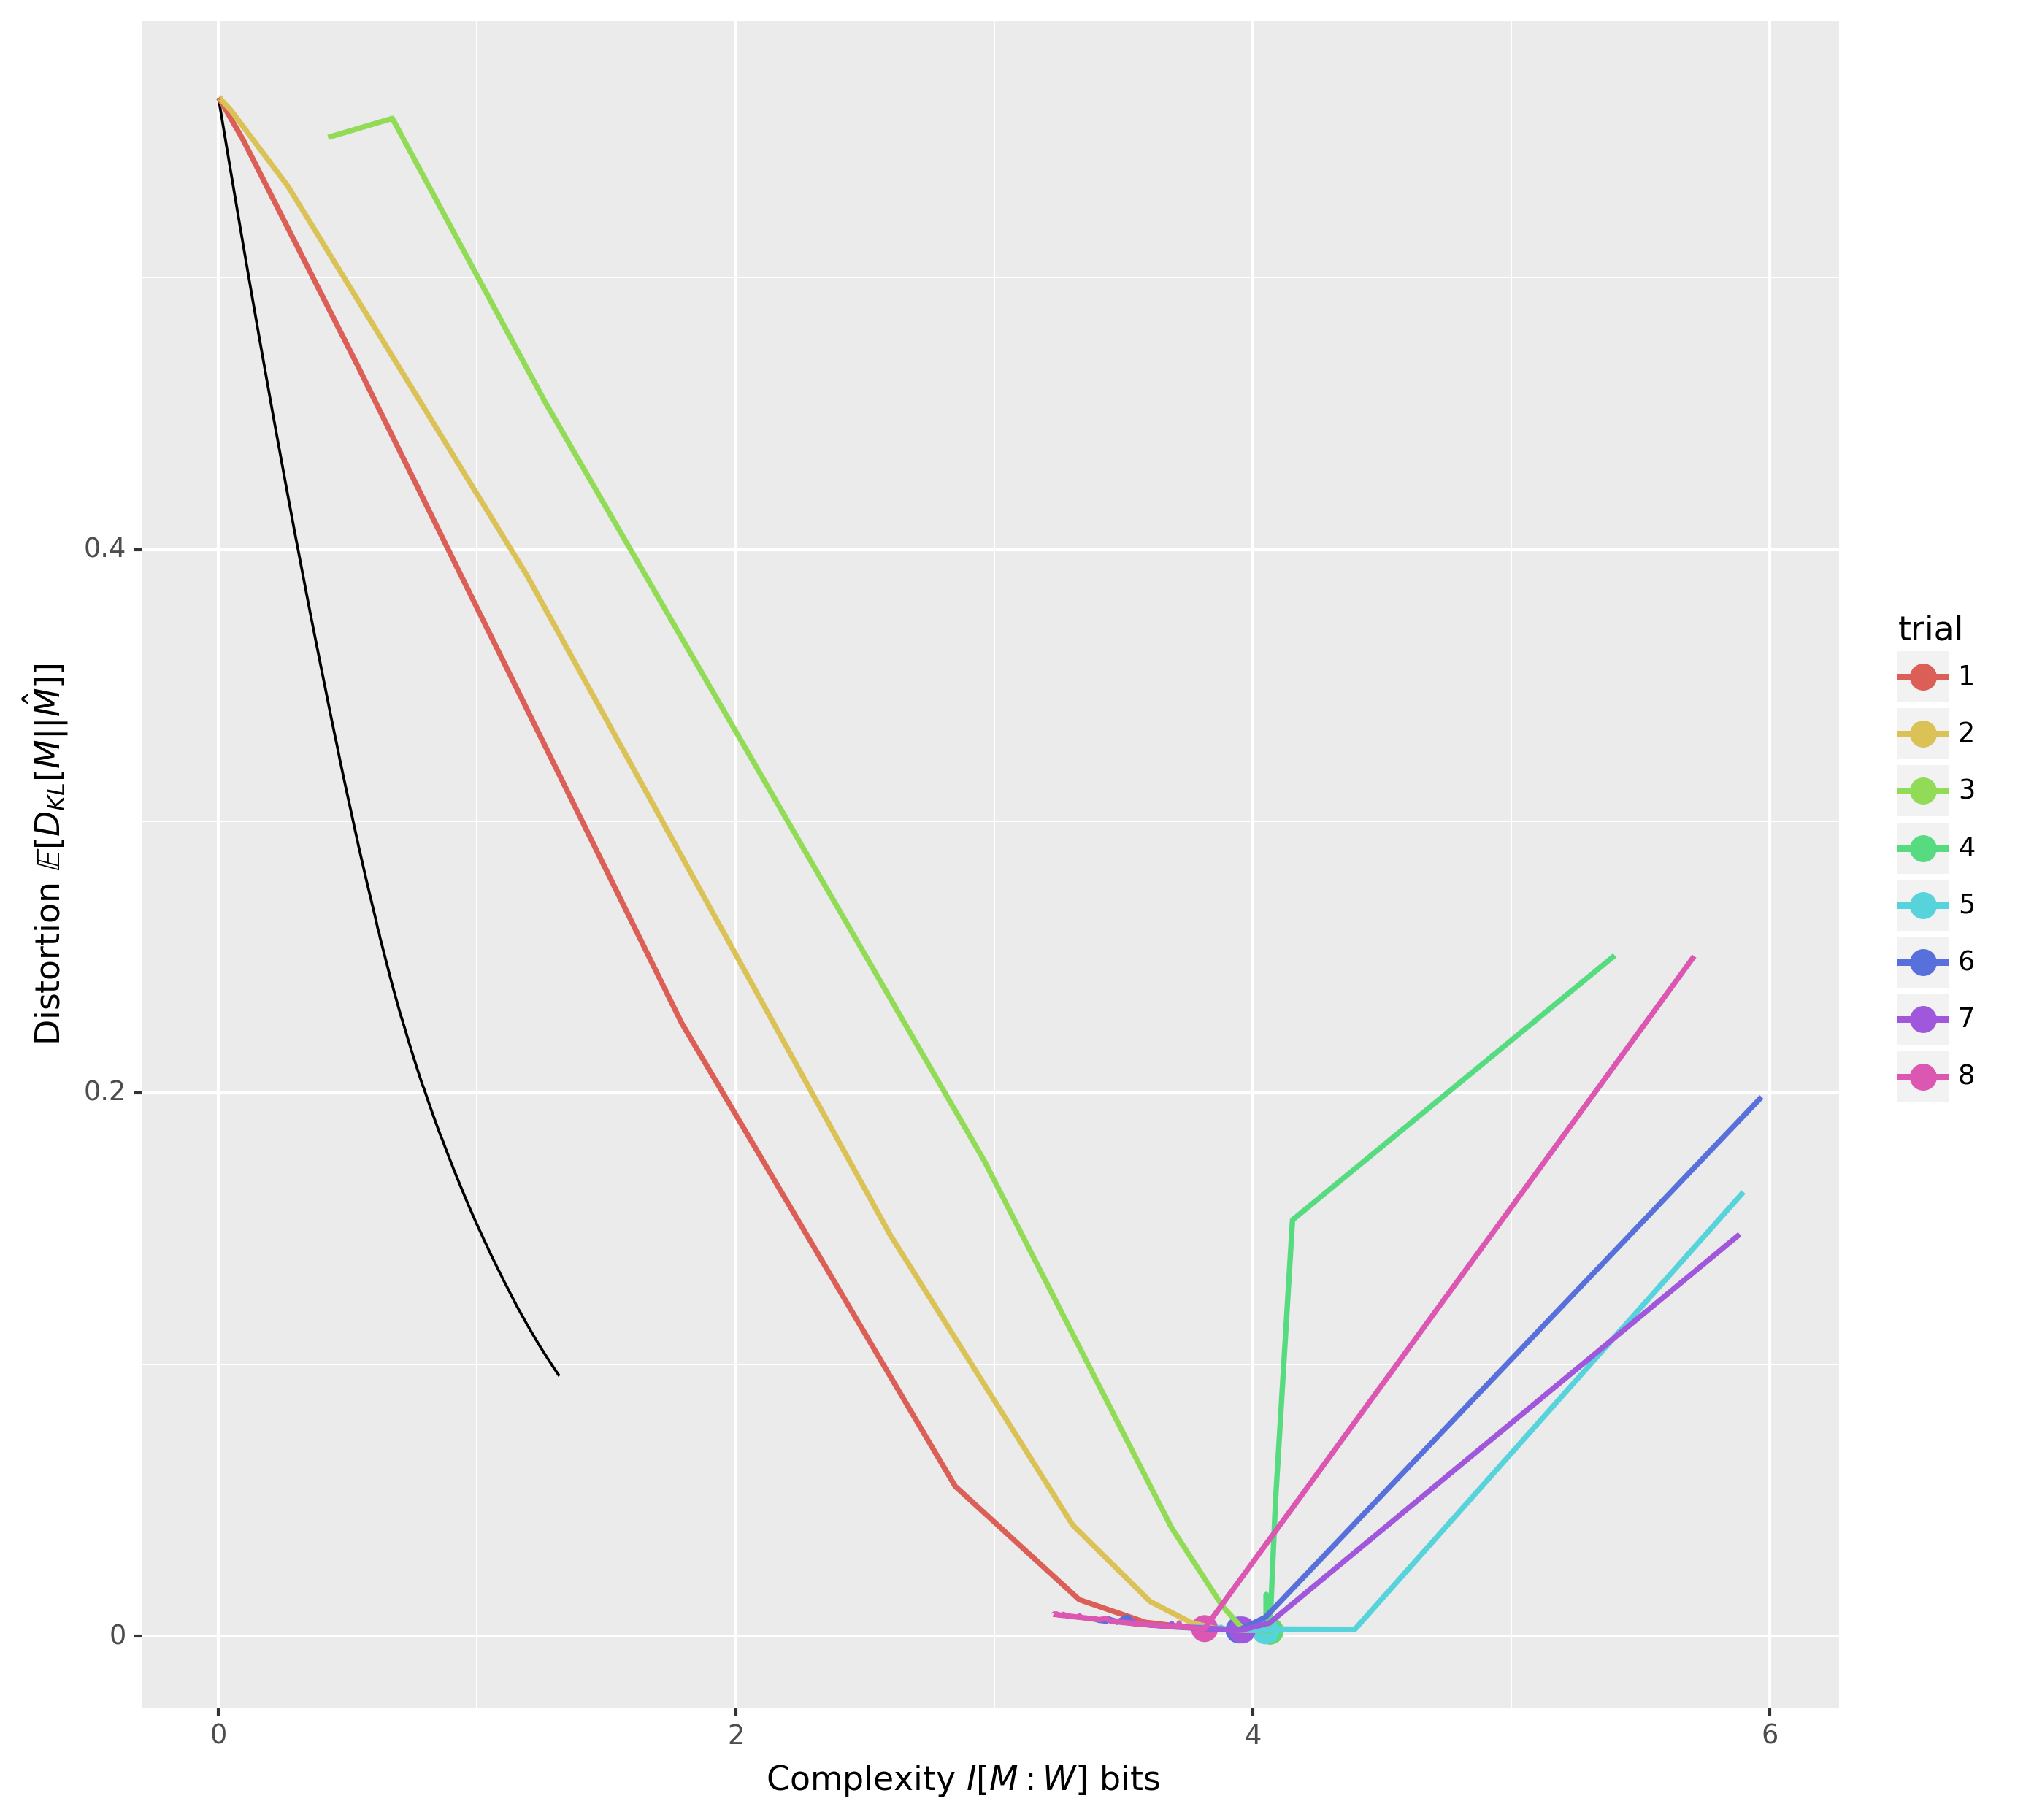 Distortion 𝔼[D_KL[M||M̂]]
0.4
0.2
0
0 2 4 6
Complexity I[M : W] bits
trial
1
2
3
4
5
6
7
8